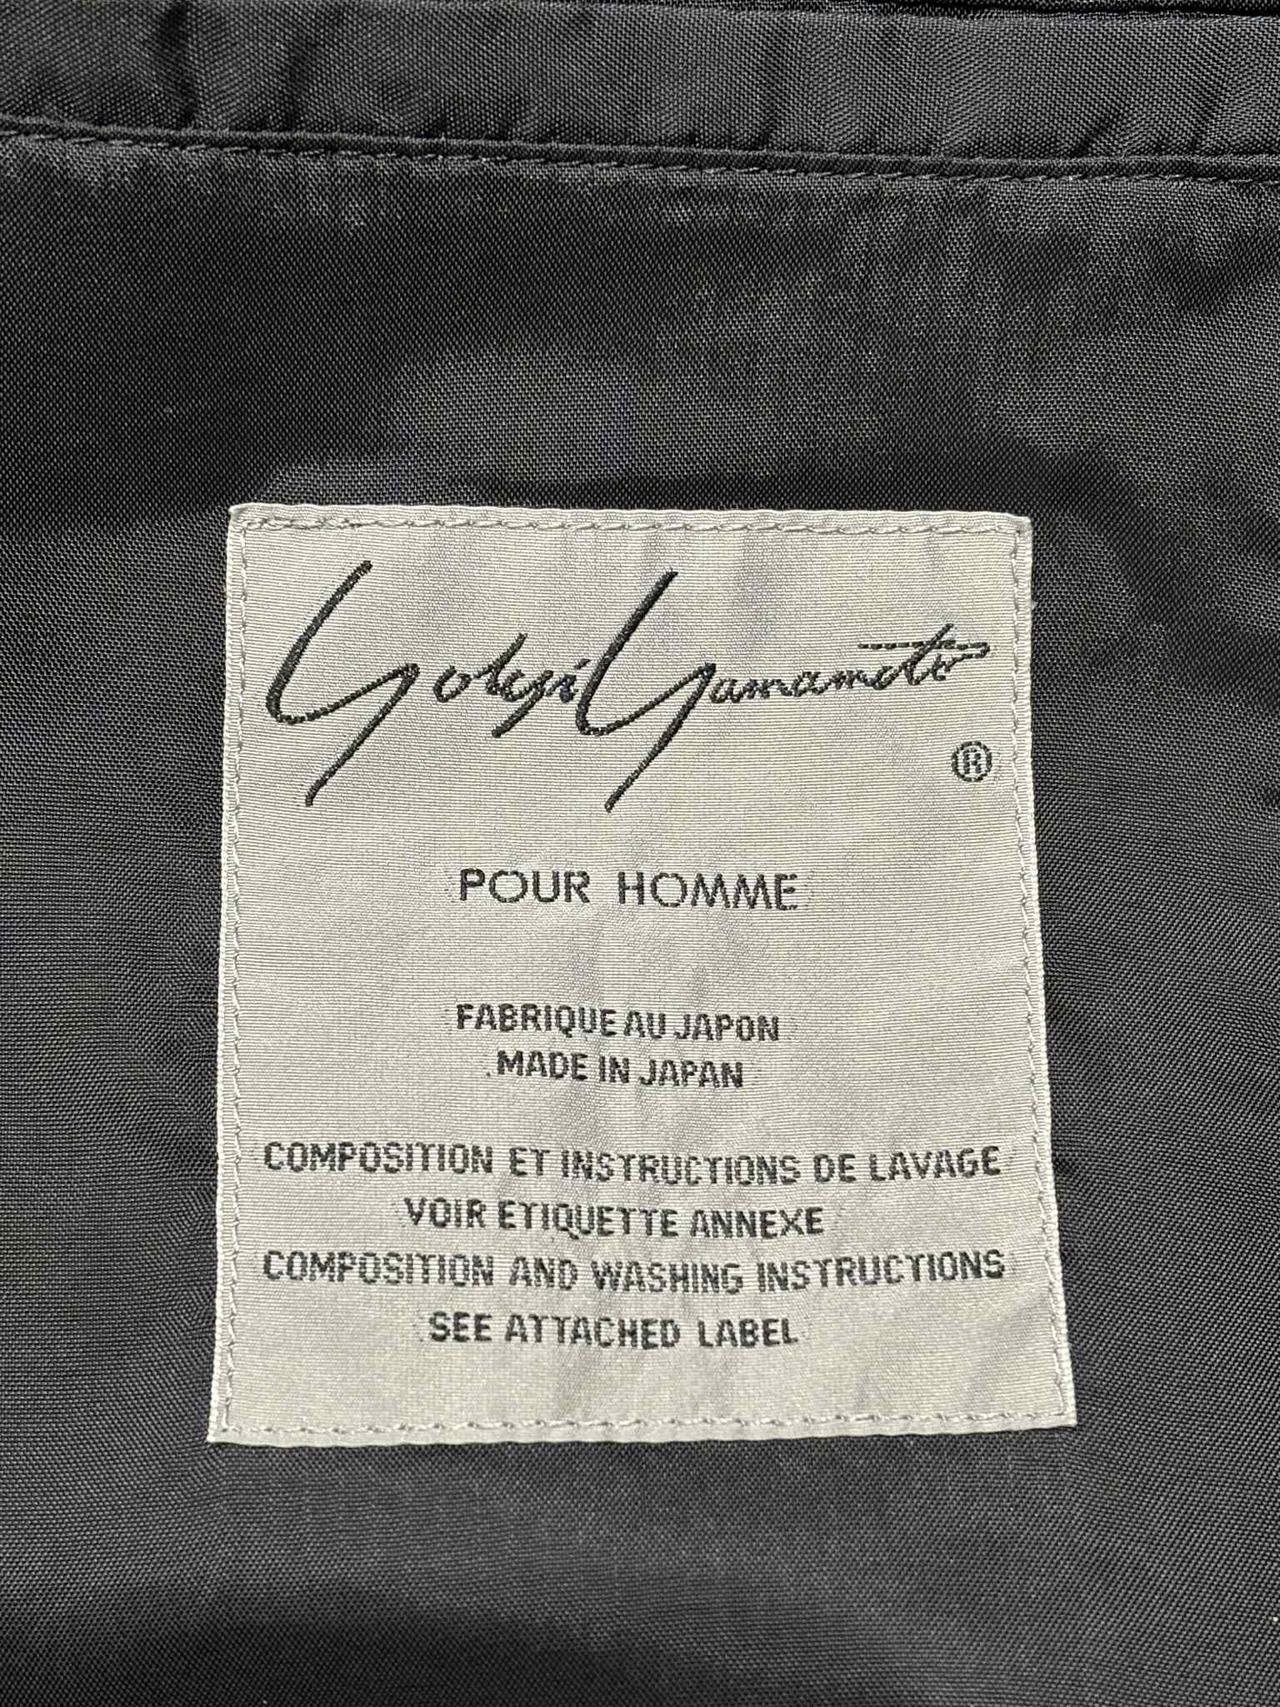 Yohji Yamamoto
®
POUR HOMME
FABRIQUE AU JAPON
MADE IN JAPAN
COMPOSITION ET INSTRUCTIONS DE LAVAGE
VOIR ETIQUETTE ANNEXE
COMPOSITION AND WASHING INSTRUCTIONS
SEE ATTACHED LABEL